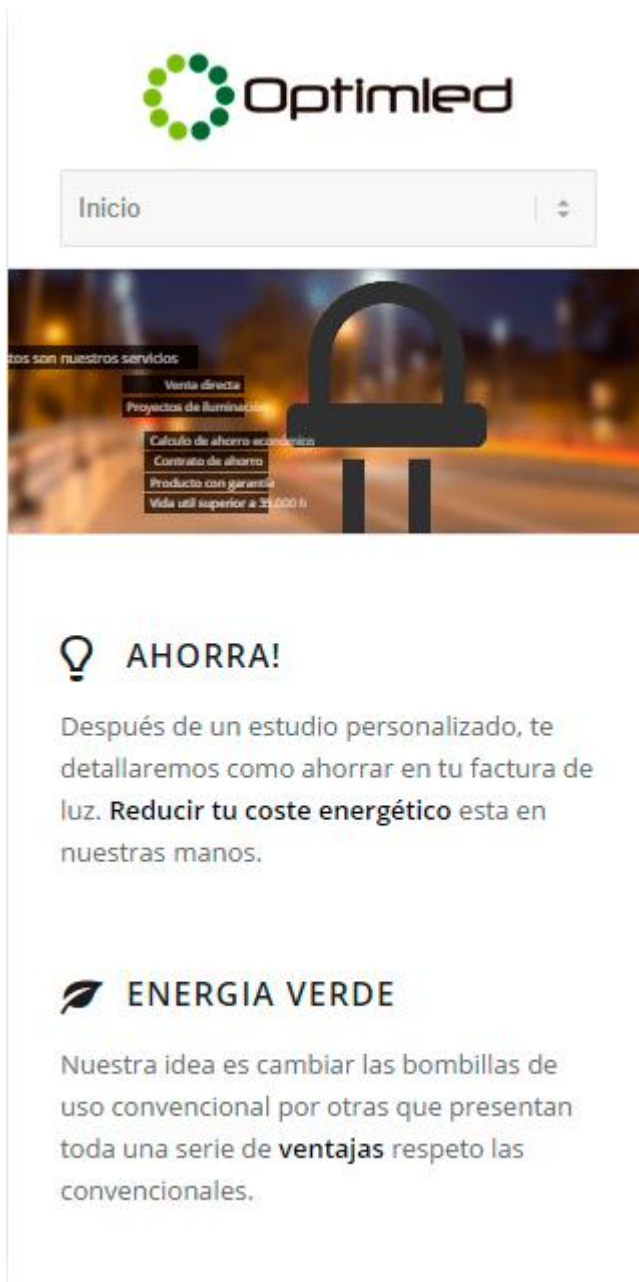 Optimled
Inicio
tos son nuestros servicios
Venta directa
Proyectos de iluminación
Calculo de ahorro económico
Contrato de ahorro
Producto con garantía
Vida util superior a 35.000 h
AHORRA!
Después de un estudio personalizado, te
detallaremos como ahorrar en tu factura de
luz. Reducir tu coste energético esta en
nuestras manos.
ENERGIA VERDE
Nuestra idea es cambiar las bombillas de
uso convencional por otras que presentan
toda una serie de ventajas respeto las
convencionales.